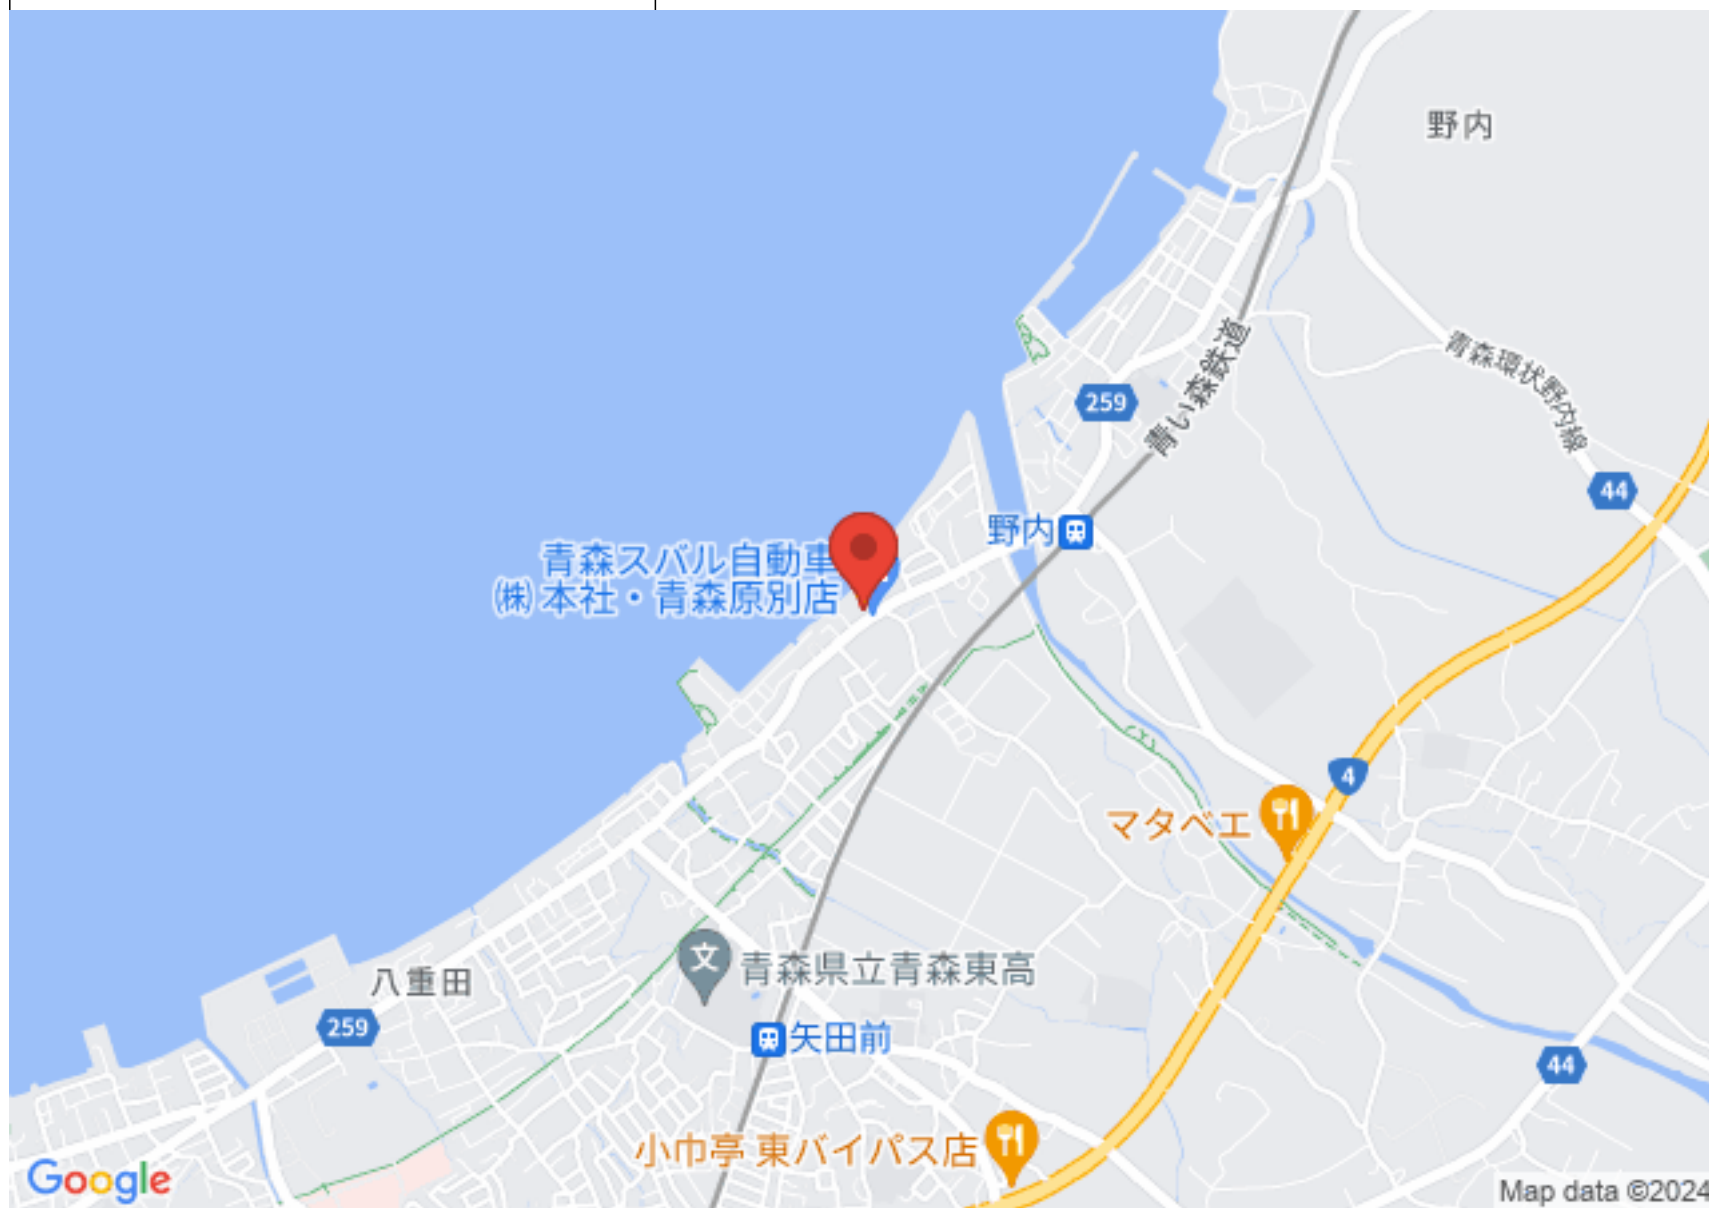 野内
青森環状野内線
青い森鉄道
259
44
野内
青森スバル自動車
㈱本社・青森原別店
4
マタベエ
青森県立青森東高
八重田
259
矢田前
44
小巾亭 東バイパス店
文
Google
Map data ©2024